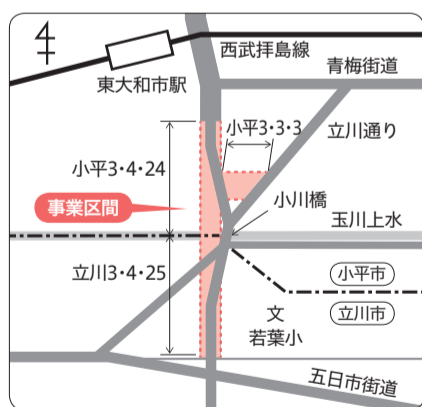 西武拝島線
東大和市駅
青梅街道
小平3・3・3
立川通り
小平3・4・24
事業区間
小川橋
玉川上水
立川3・4・25
小平市
立川市
文
若葉小
五日市街道